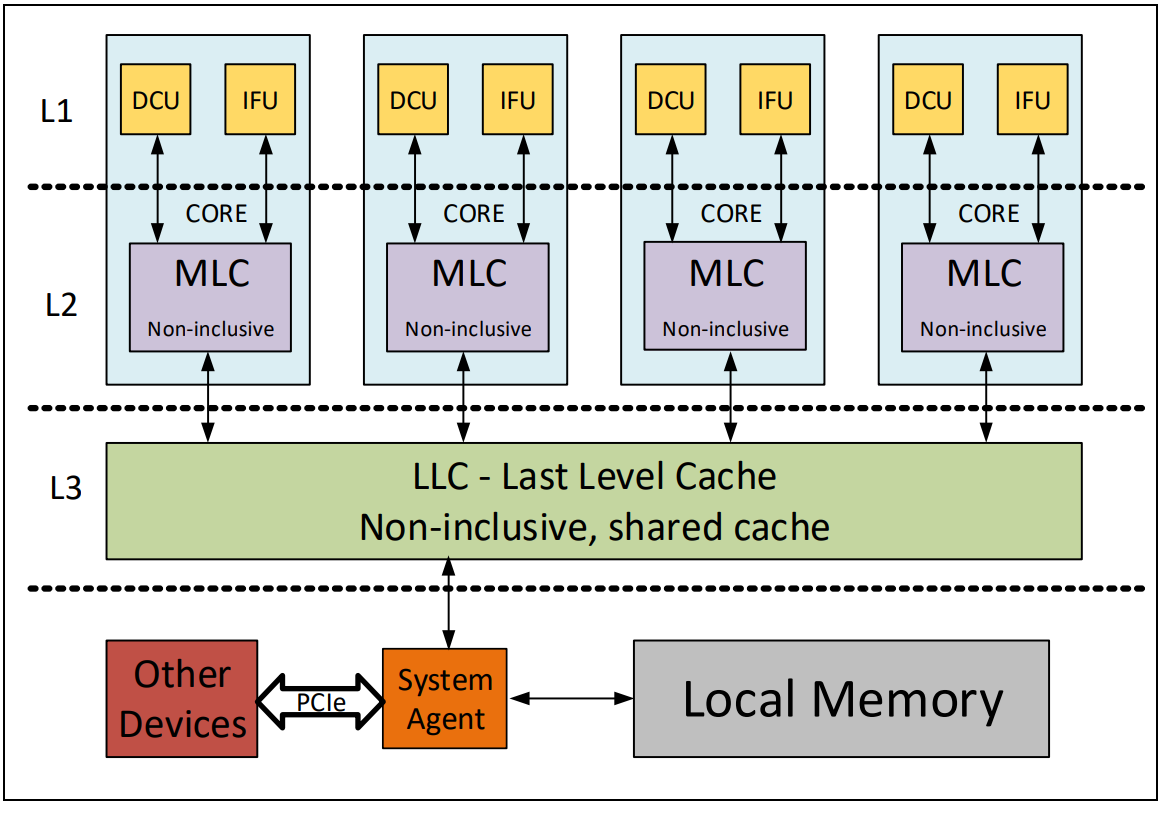 L1
DCU
IFU
DCU
IFU
DCU
IFU
DCU
IFU
CORE
CORE
CORE
CORE
L2
MLC
Non-inclusive
MLC
Non-inclusive
MLC
Non-inclusive
MLC
Non-inclusive
L3
LLC - Last Level Cache
Non-inclusive, shared cache
Other
Devices
PCIe
System
Agent
Local Memory